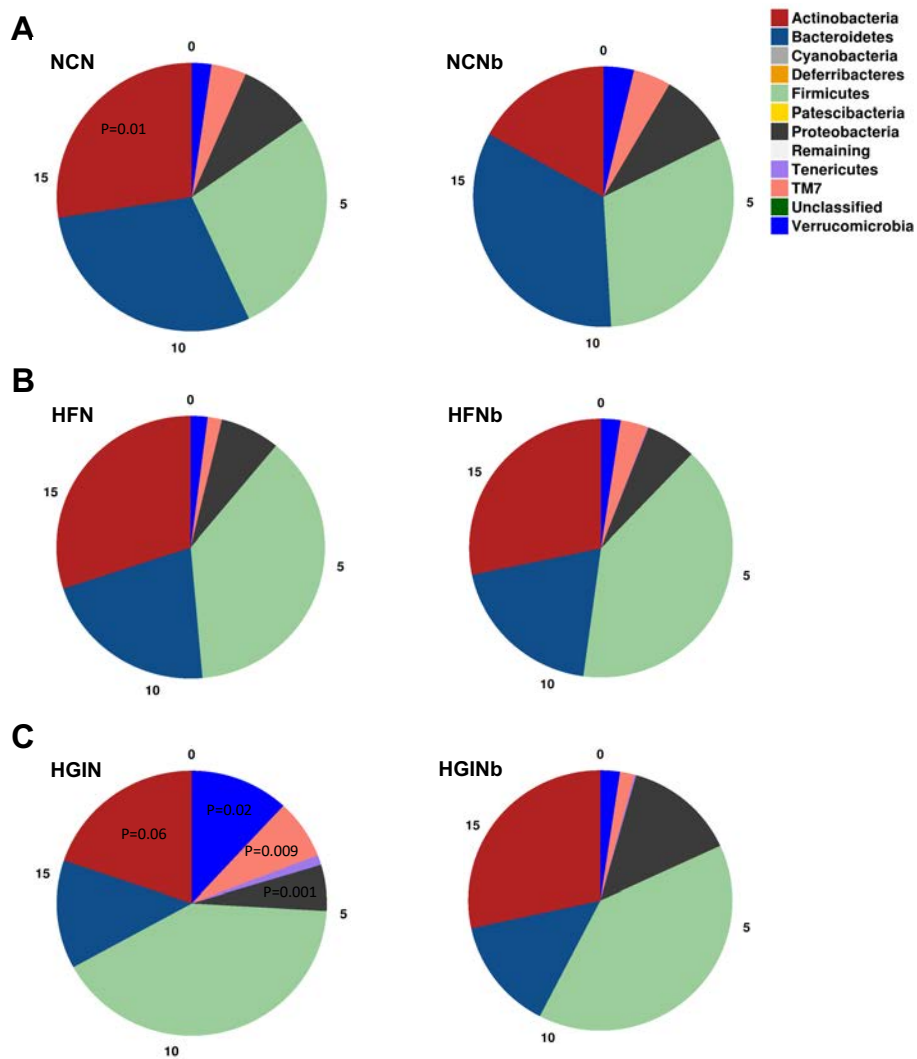 A
NCN
0
P=0.01
15
5
10
NCNb
0
15
5
10
Actinobacteria
Bacteroidetes
Cyanobacteria
Deferribacteres
Firmicutes
Patescibacteria
Proteobacteria
Remaining
Tenericutes
TM7
Unclassified
Verrucomicrobia
B
HFN
0
15
5
10
HFNb
0
15
5
10
C
HGIN
0
P=0.02
P=0.06
P=0.009
15
P=0.001
5
10
HGINb
0
15
5
10